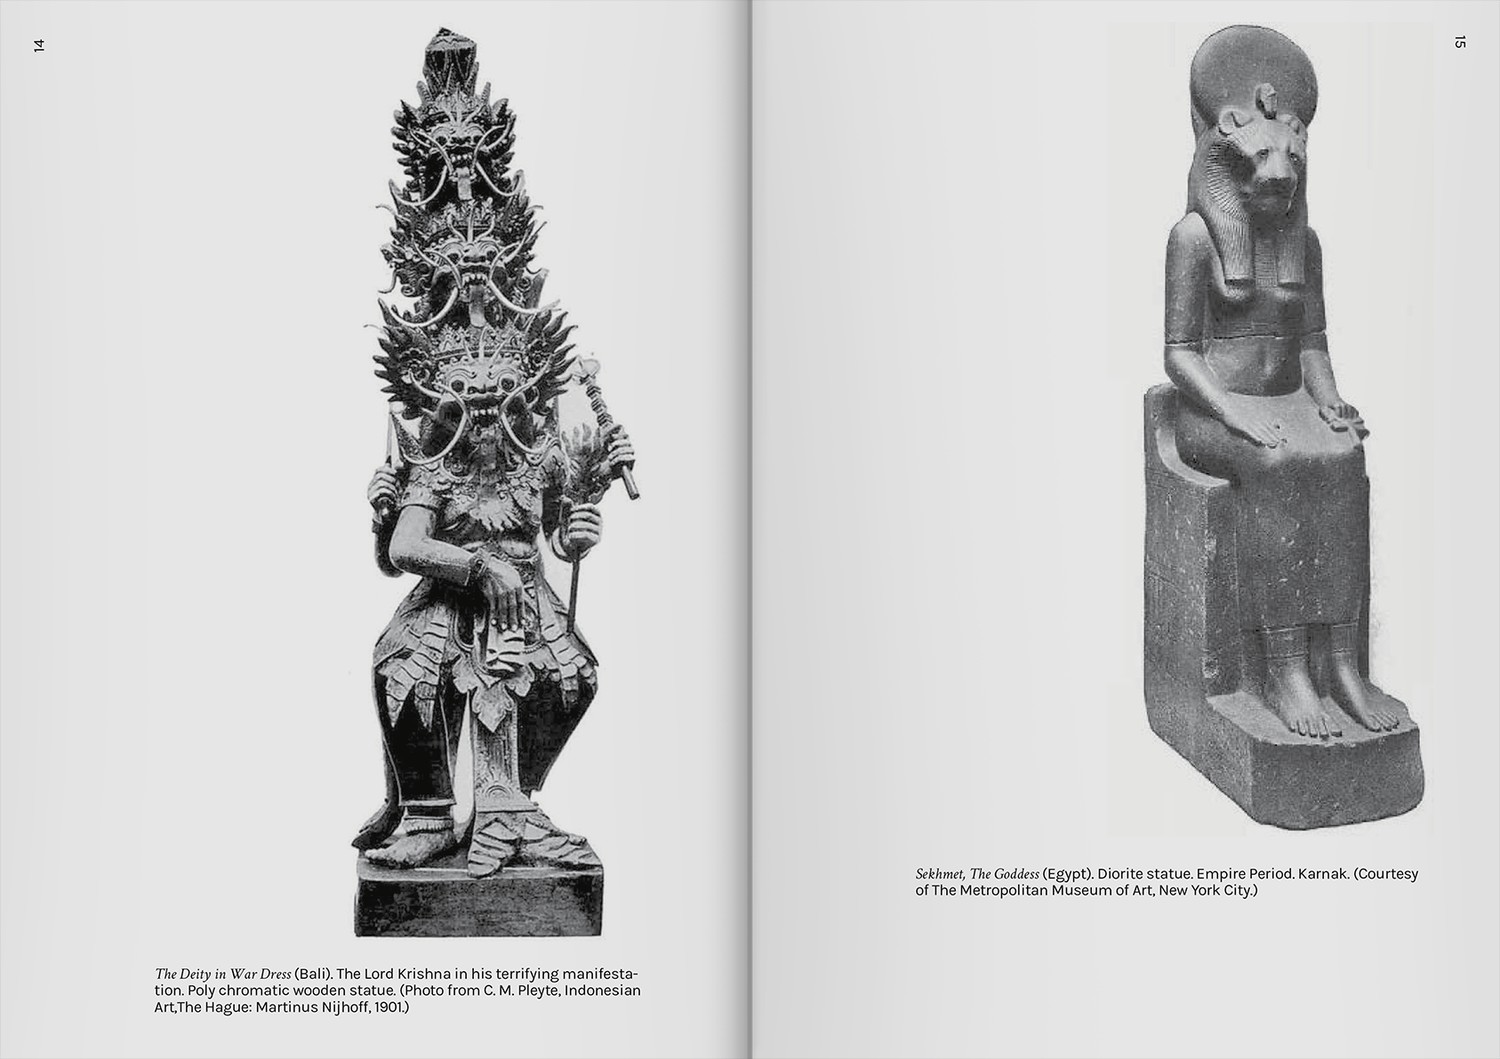 14
The Deity in War Dress (Bali). The Lord Krishna in his terrifying manifesta-
tion. Poly chromatic wooden statue. (Photo from C. M. Pleyte, Indonesian
Art,The Hague: Martinus Nijhoff, 1901.)
15
Sekhmet, The Goddess (Egypt). Diorite statue. Empire Period. Karnak. (Courtesy
of The Metropolitan Museum of Art, New York City.)